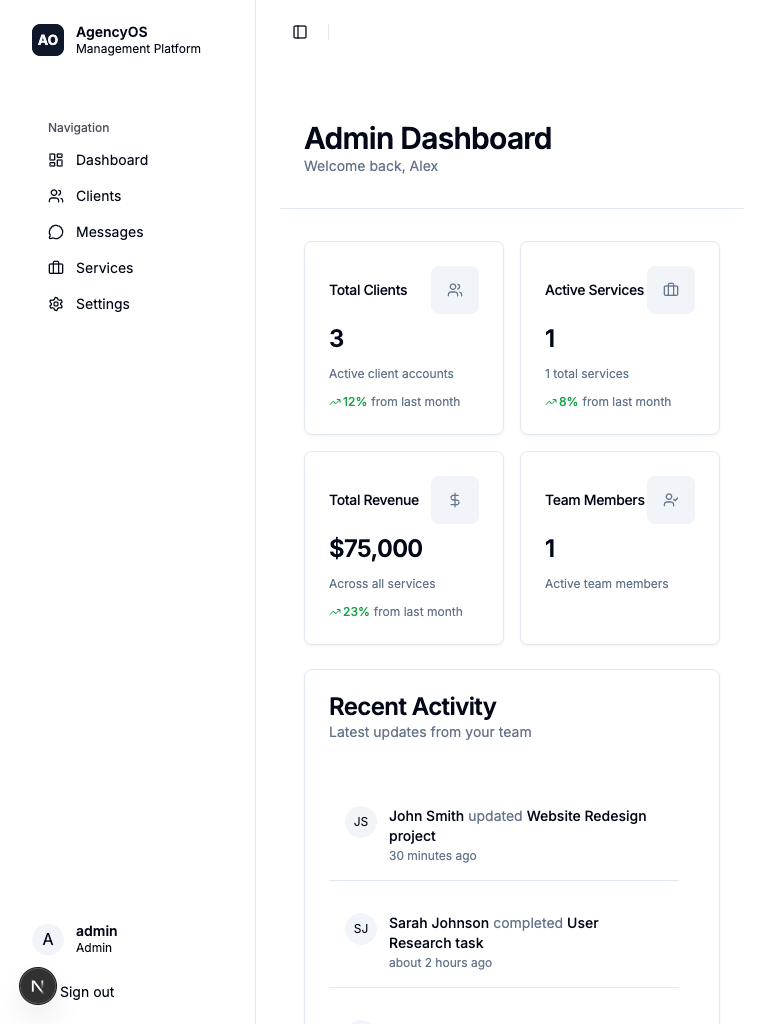 AO
AgencyOS
Management Platform
Navigation
Dashboard
Clients
Messages
Services
Settings
A
admin
Admin
N
Sign out
Admin Dashboard
Welcome back, Alex
Total Clients
3
Active client accounts
12% from last month
Active Services
1
1 total services
8% from last month
Total Revenue
$75,000
Across all services
23% from last month
Team Members
1
Active team members
Recent Activity
Latest updates from your team
JS
John Smith updated Website Redesign
project
30 minutes ago
SJ
Sarah Johnson completed User
Research task
about 2 hours ago